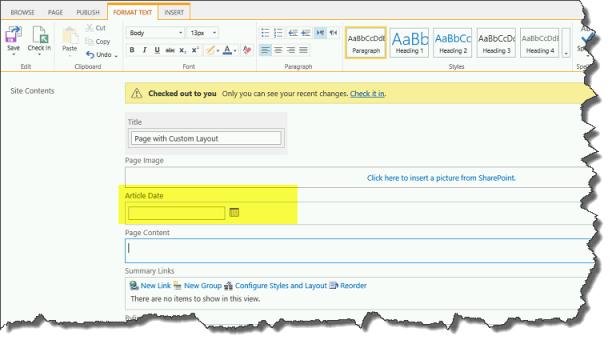 BROWSE PAGE PUBLISH FORMAT TEXT INSERT
Save Check In Paste Cut Copy Undo
Body 13px
B I U abc x₂ x² A
AaBbCcDdE Paragraph
AaBb Heading 1
AaBbCc Heading 2
AaBbCcDd Heading 3
AaBbCcDdE Heading 4
Edit Clipboard Font Paragraph Styles
Site Contents
Checked out to you Only you can see your recent changes. Check it in.
Title
Page with Custom Layout
Page Image
Click here to insert a picture from SharePoint.
Article Date
Page Content
Summary Links
New Link New Group Configure Styles and Layout Reorder
There are no items to show in this view.